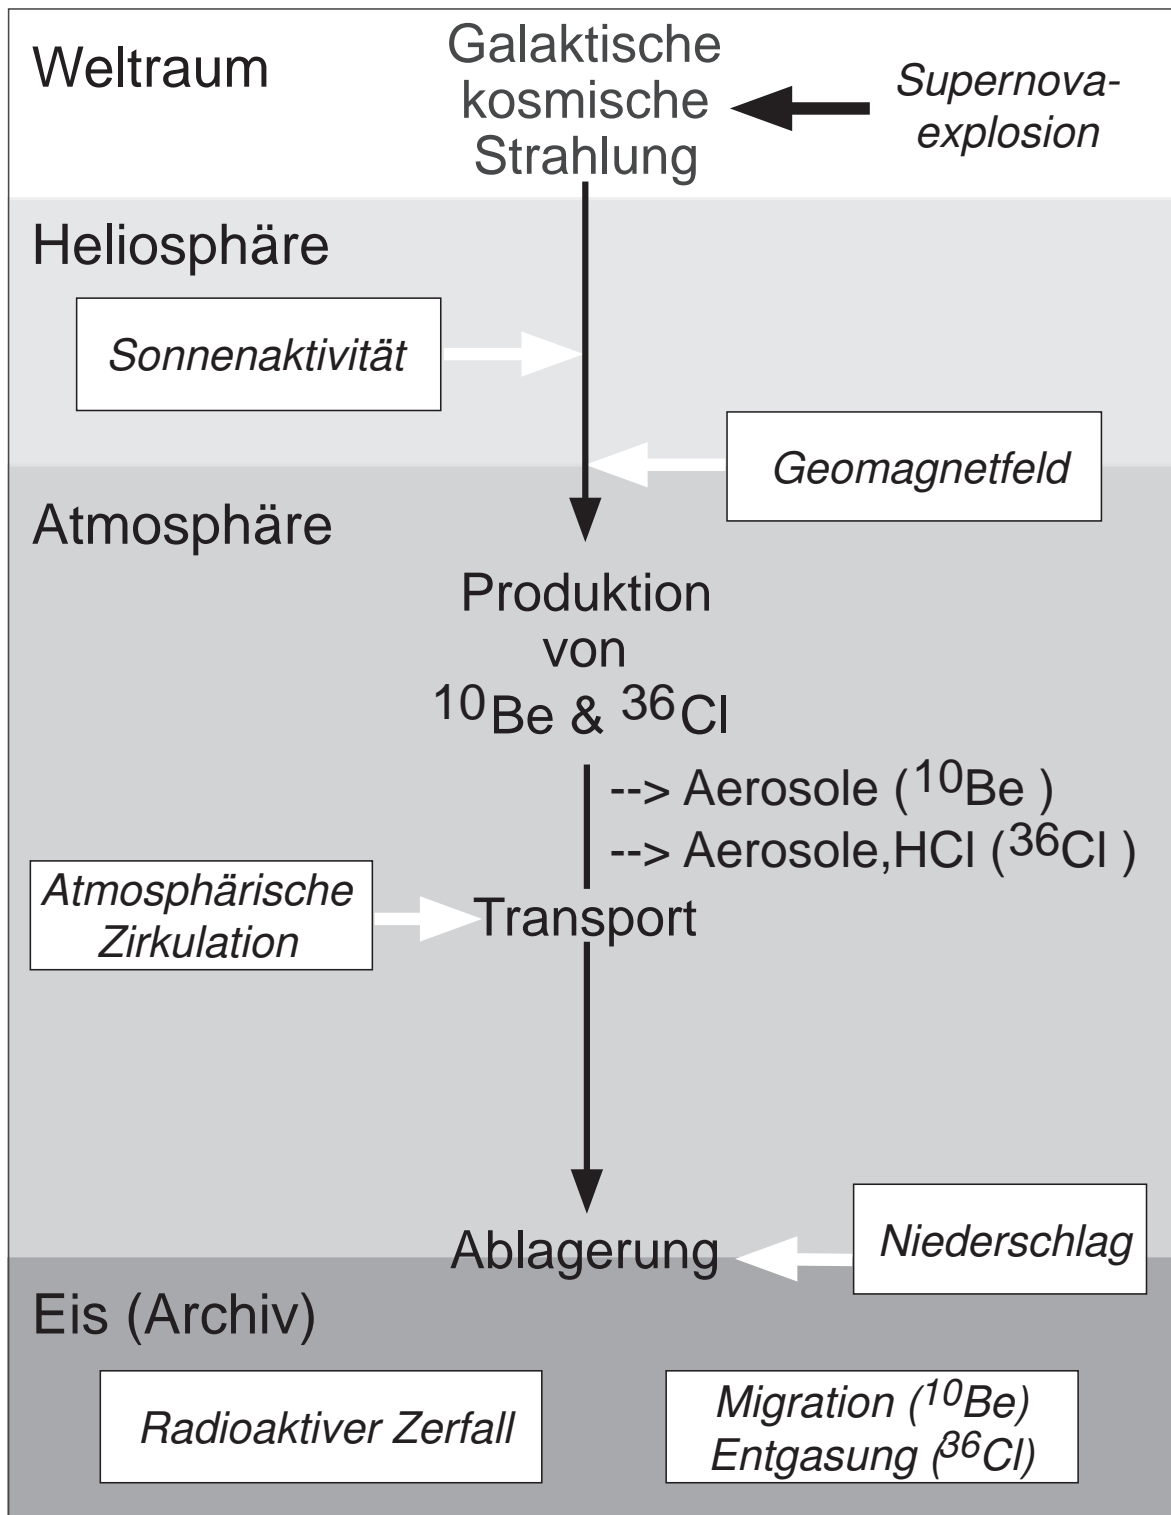 Weltraum
Galaktische
kosmische
Strahlung
Supernova-
explosion
Heliosphäre
Sonnenaktivität
Geomagnetfeld
Atmosphäre
Produktion
von
¹⁰Be & ³⁶Cl
--> Aerosole (¹⁰Be )
--> Aerosole,HCl (³⁶Cl )
Atmosphärische
Zirkulation
Transport
Ablagerung
Niederschlag
Eis (Archiv)
Radioaktiver Zerfall
Migration (¹⁰Be)
Entgasung (³⁶Cl)